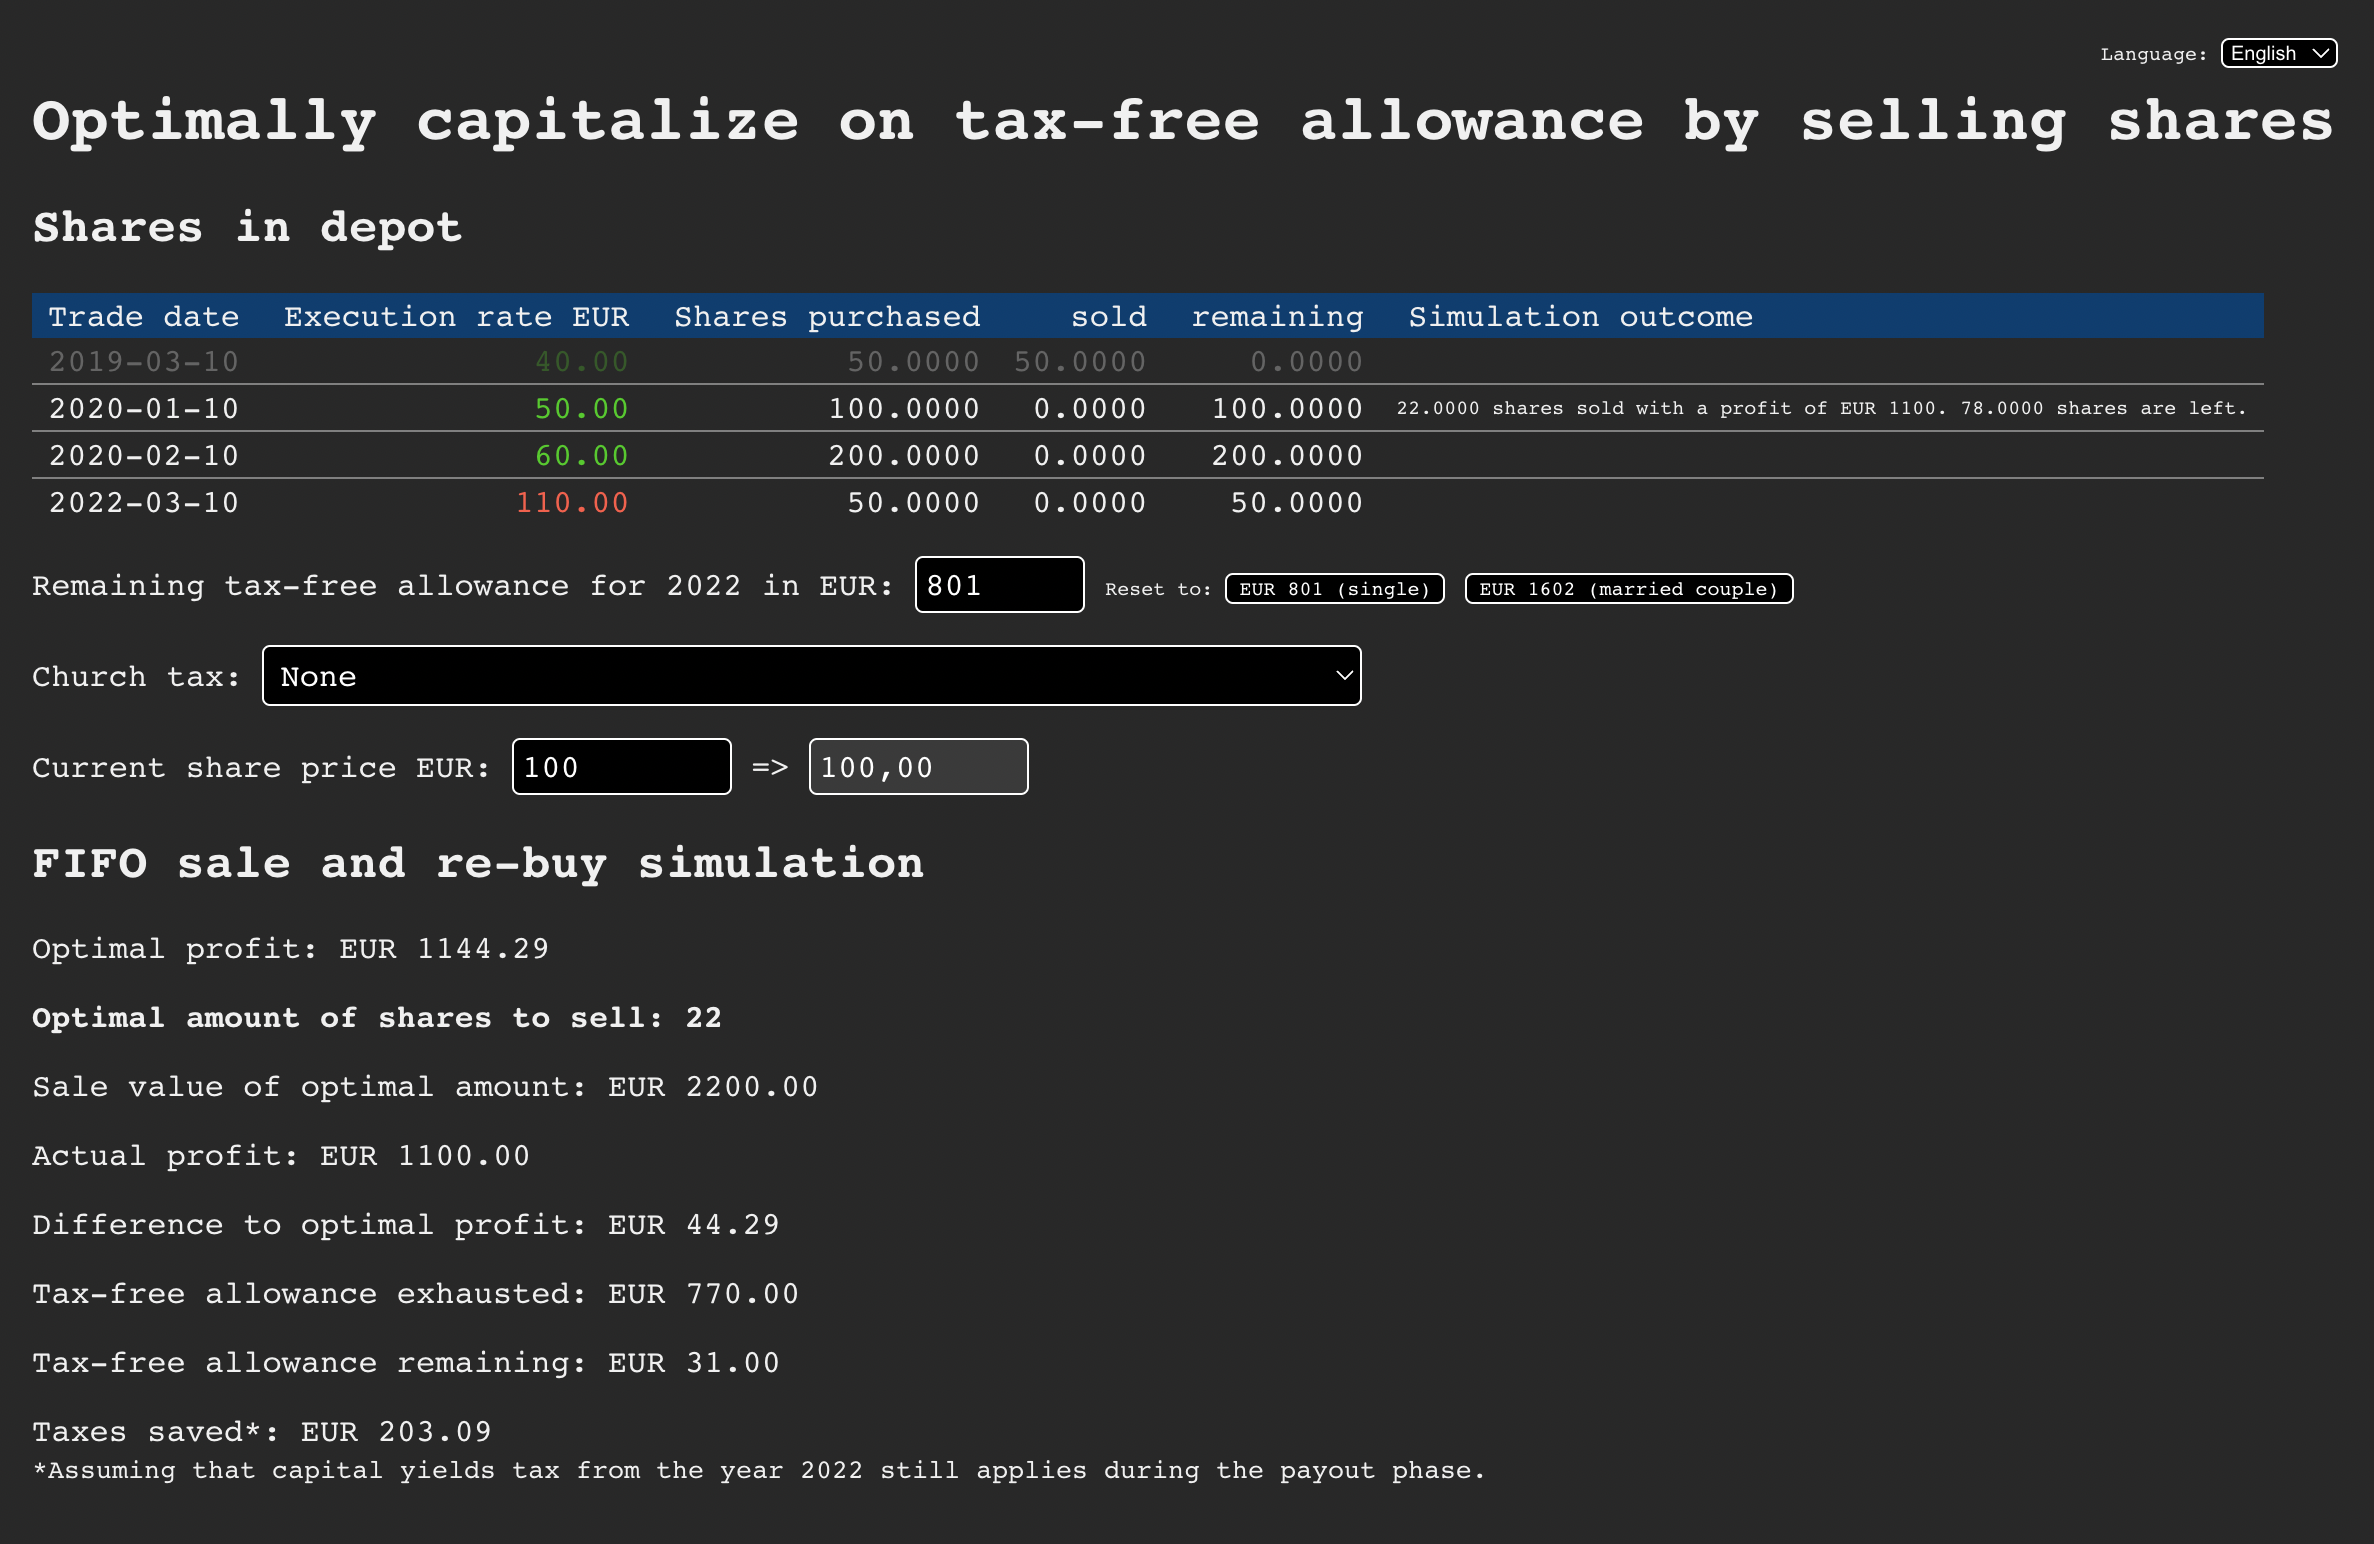 Language: English
Optimally capitalize on tax-free allowance by selling shares
Shares in depot
Trade date Execution rate EUR Shares purchased sold remaining Simulation outcome
2019-03-10 40.00 50.0000 50.0000 0.0000
2020-01-10 50.00 100.0000 0.0000 100.0000 22.0000 shares sold with a profit of EUR 1100. 78.0000 shares are left.
2020-02-10 60.00 200.0000 0.0000 200.0000
2022-03-10 110.00 50.0000 0.0000 50.0000
Remaining tax-free allowance for 2022 in EUR: 801 Reset to: EUR 801 (single) EUR 1602 (married couple)
Church tax: None
Current share price EUR: 100 => 100,00
FIFO sale and re-buy simulation
Optimal profit: EUR 1144.29
Optimal amount of shares to sell: 22
Sale value of optimal amount: EUR 2200.00
Actual profit: EUR 1100.00
Difference to optimal profit: EUR 44.29
Tax-free allowance exhausted: EUR 770.00
Tax-free allowance remaining: EUR 31.00
Taxes saved*: EUR 203.09
*Assuming that capital yields tax from the year 2022 still applies during the payout phase.